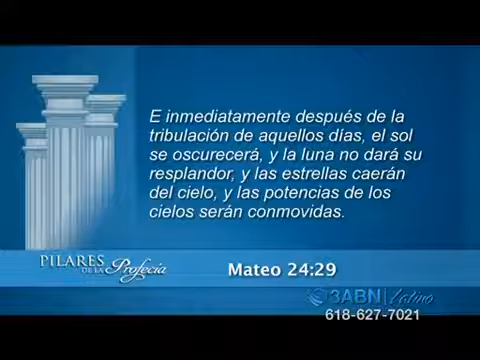 E inmediatamente después de la
tribulación de aquellos días, el sol
se oscurecerá, y la luna no dará su
resplandor, y las estrellas caerán
del cielo, y las potencias de los
cielos serán conmovidas.
PILARES
DE LA Profecía
Mateo 24:29
3ABN Latino
618-627-7021